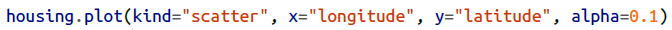 housing.plot(kind="scatter", x="longitude", y="latitude", alpha=0.1)